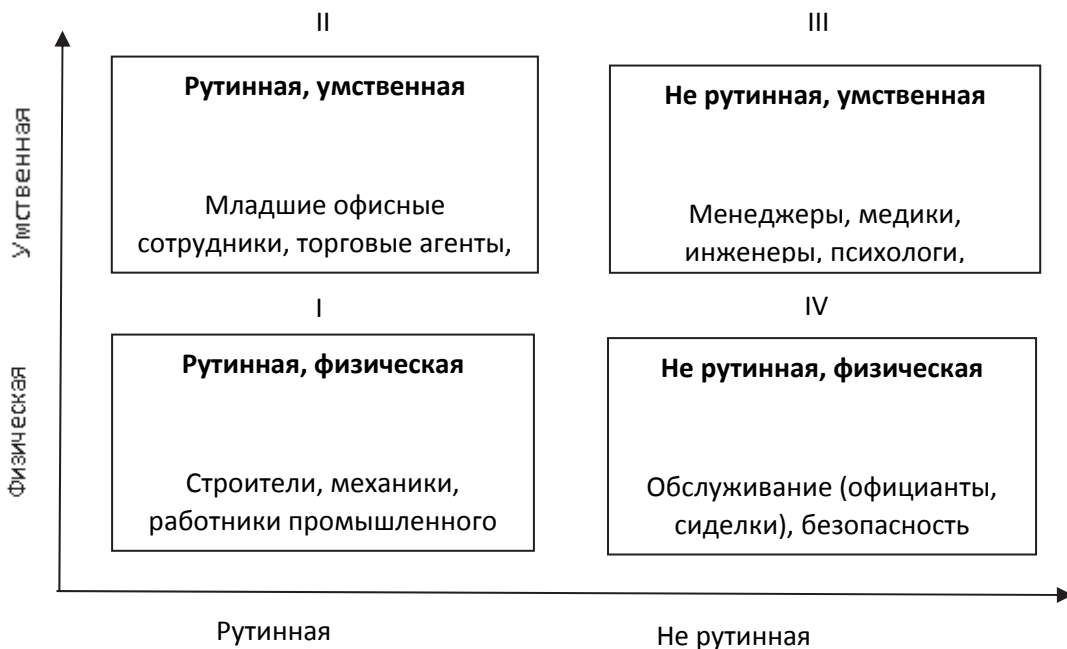 II
III
Рутинная, умственная
Не рутинная, умственная
Младшие офисные
сотрудники, торговые агенты,
Менеджеры, медики,
инженеры, психологи,
Умственная
I
IV
Рутинная, физическая
Не рутинная, физическая
Строители, механики,
работники промышленного
Обслуживание (официанты,
сиделки), безопасность
Физическая
Рутинная
Не рутинная